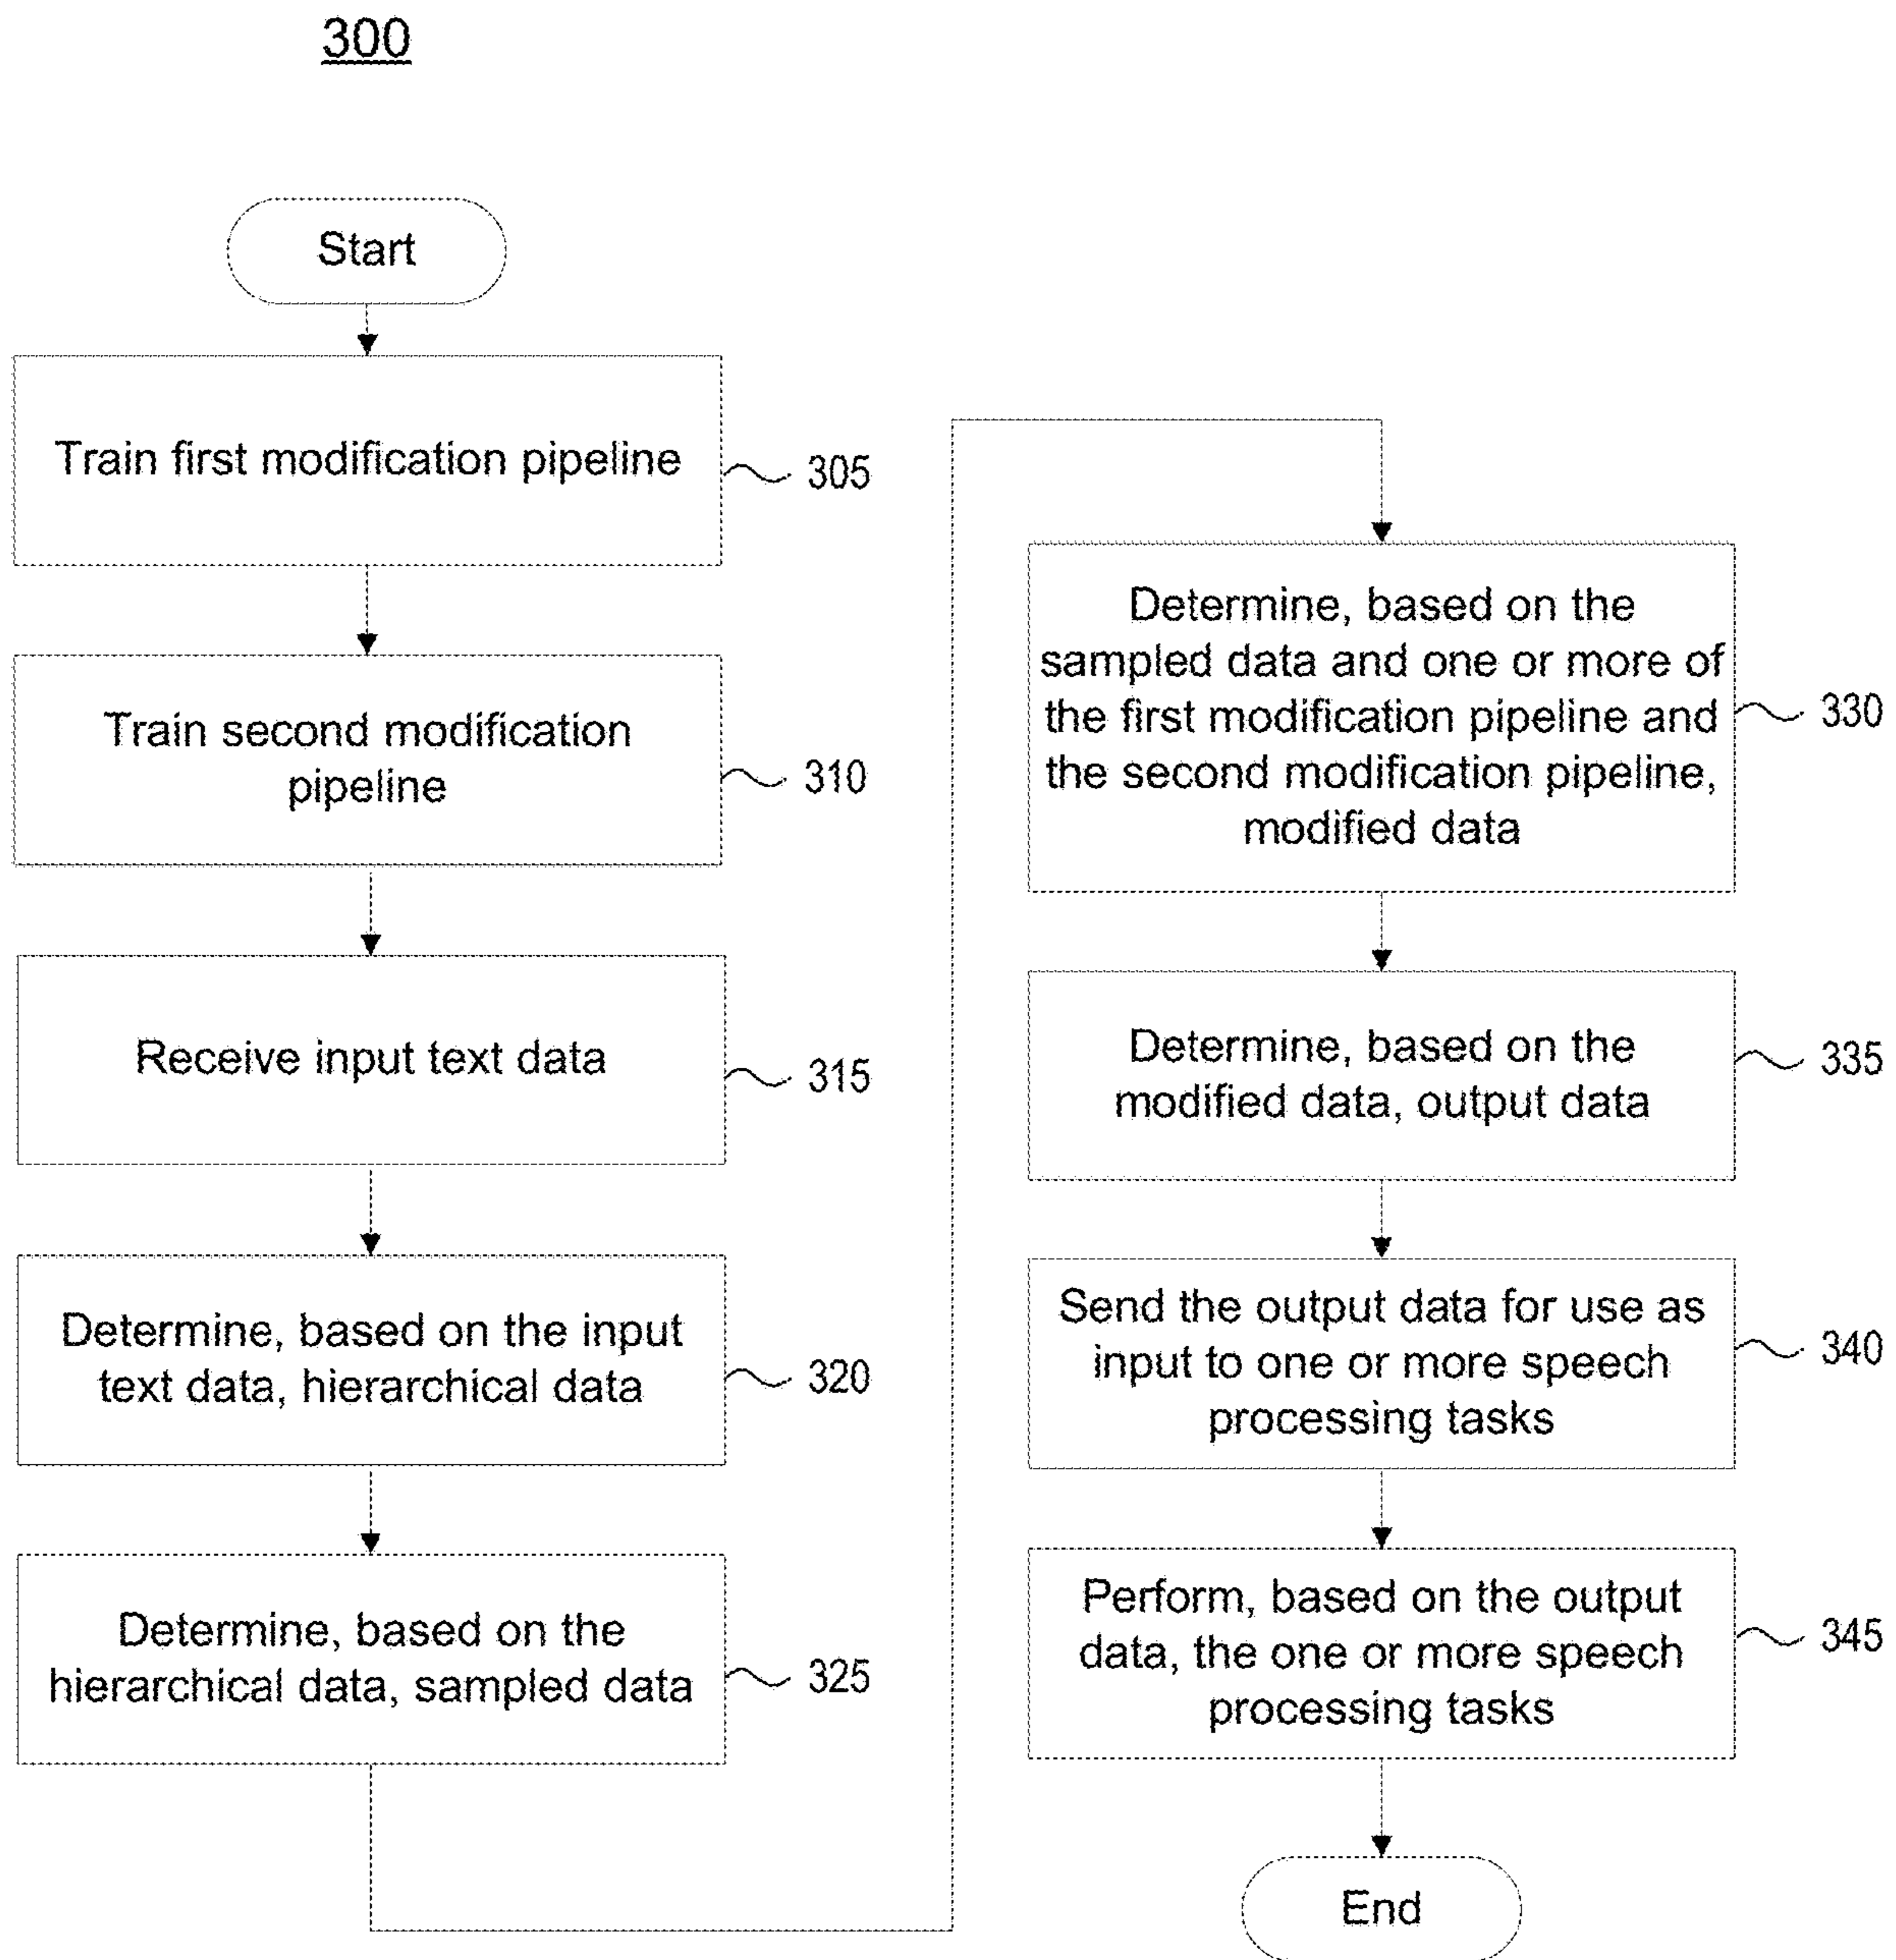 300
Start
Train first modification pipeline
305
Train second modification
pipeline
310
Receive input text data
315
Determine, based on the input
text data, hierarchical data
320
Determine, based on the
hierarchical data, sampled data
325
Determine, based on the
sampled data and one or more of
the first modification pipeline and
the second modification pipeline,
modified data
330
Determine, based on the
modified data, output data
335
Send the output data for use as
input to one or more speech
processing tasks
340
Perform, based on the output
data, the one or more speech
processing tasks
345
End